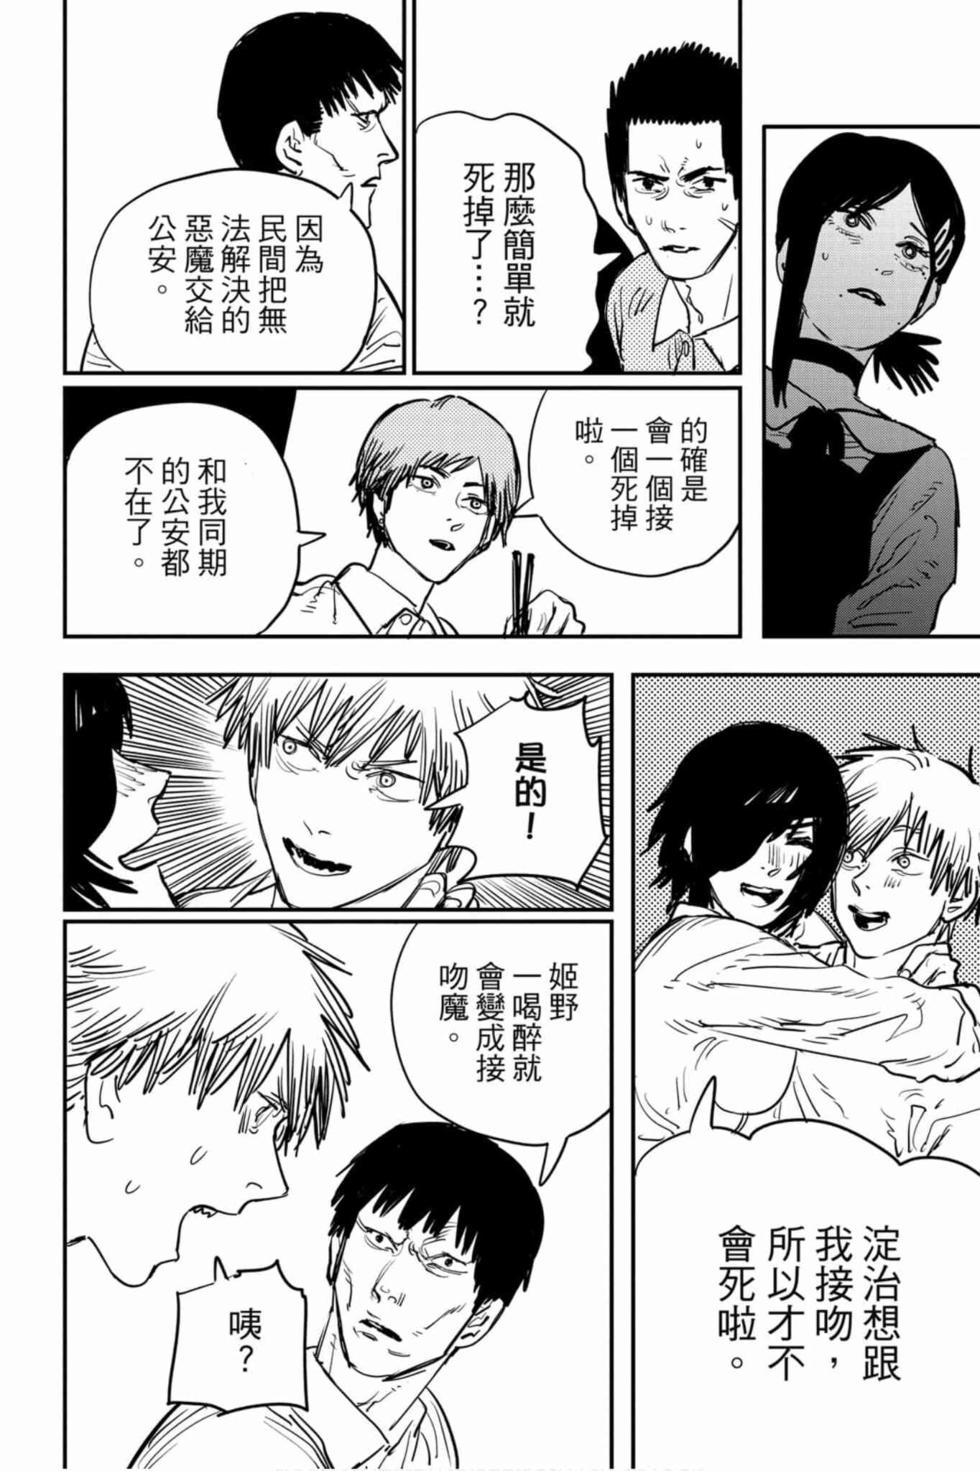 那麼簡單就
死掉了…？
因為
民間把無
法解決的
惡魔交給
公安。
的確是
會一個接
一個死掉
啦。
和我同期
的公安都
不在了。
淀治想跟
我接吻，
所以才不
會死啦。
是的！
姬野
一喝醉就
會變成接
吻魔。
咦？